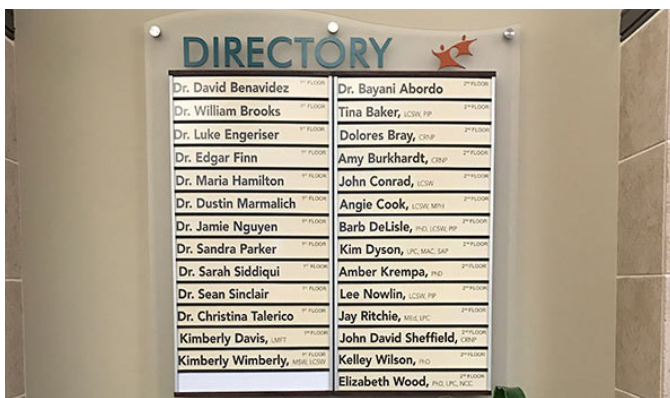 DIRECTORY
Dr. David Benavidez 1ST FLOOR
Dr. William Brooks 1ST FLOOR
Dr. Luke Engeriser 1ST FLOOR
Dr. Edgar Finn 1ST FLOOR
Dr. Maria Hamilton 1ST FLOOR
Dr. Dustin Marmalich 1ST FLOOR
Dr. Jamie Nguyen 1ST FLOOR
Dr. Sandra Parker 1ST FLOOR
Dr. Sarah Siddiqui 1ST FLOOR
Dr. Sean Sinclair 1ST FLOOR
Dr. Christina Talerico 1ST FLOOR
Kimberly Davis, LMFT 1ST FLOOR
Kimberly Wimberly, MSW, LCSW 1ST FLOOR
Dr. Bayani Abordo 2ND FLOOR
Tina Baker, LCSW, PIP 2ND FLOOR
Dolores Bray, CRNP 2ND FLOOR
Amy Burkhardt, CRNP 2ND FLOOR
John Conrad, LCSW 2ND FLOOR
Angie Cook, LCSW, MPH 2ND FLOOR
Barb DeLisle, PhD, LCSW, PIP 2ND FLOOR
Kim Dyson, LPC, MAC, SAP 2ND FLOOR
Amber Krempa, PhD 2ND FLOOR
Lee Nowlin, LCSW, PIP 2ND FLOOR
Jay Ritchie, MEd, LPC 2ND FLOOR
John David Sheffield, CRNP 2ND FLOOR
Kelley Wilson, PhD 2ND FLOOR
Elizabeth Wood, PhD, LPC, NCC 2ND FLOOR